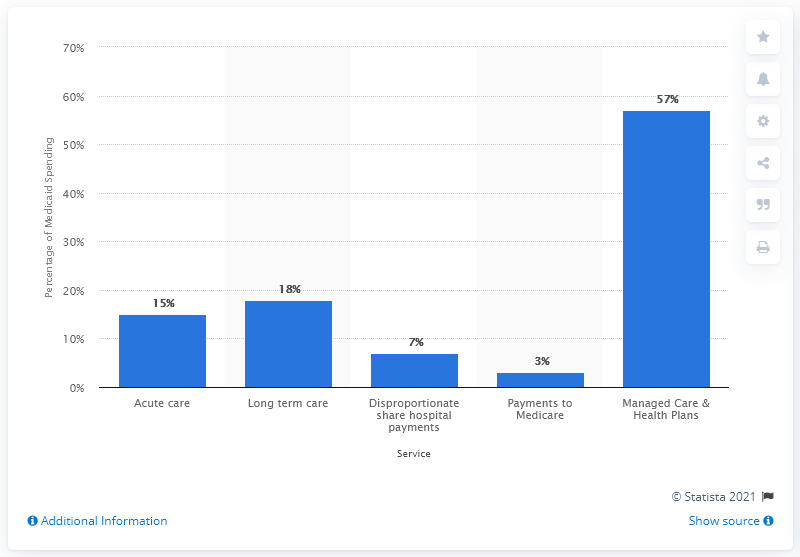 70%
60%
50%
40%
30%
20%
10%
0%
Percentage of Medicaid Spending
15%
18%
7%
3%
57%
Acute care
Long term care
Disproportionate
share hospital
payments
Payments to
Medicare
Managed Care &
Health Plans
Service
© Statista 2021
Additional Information
Show source